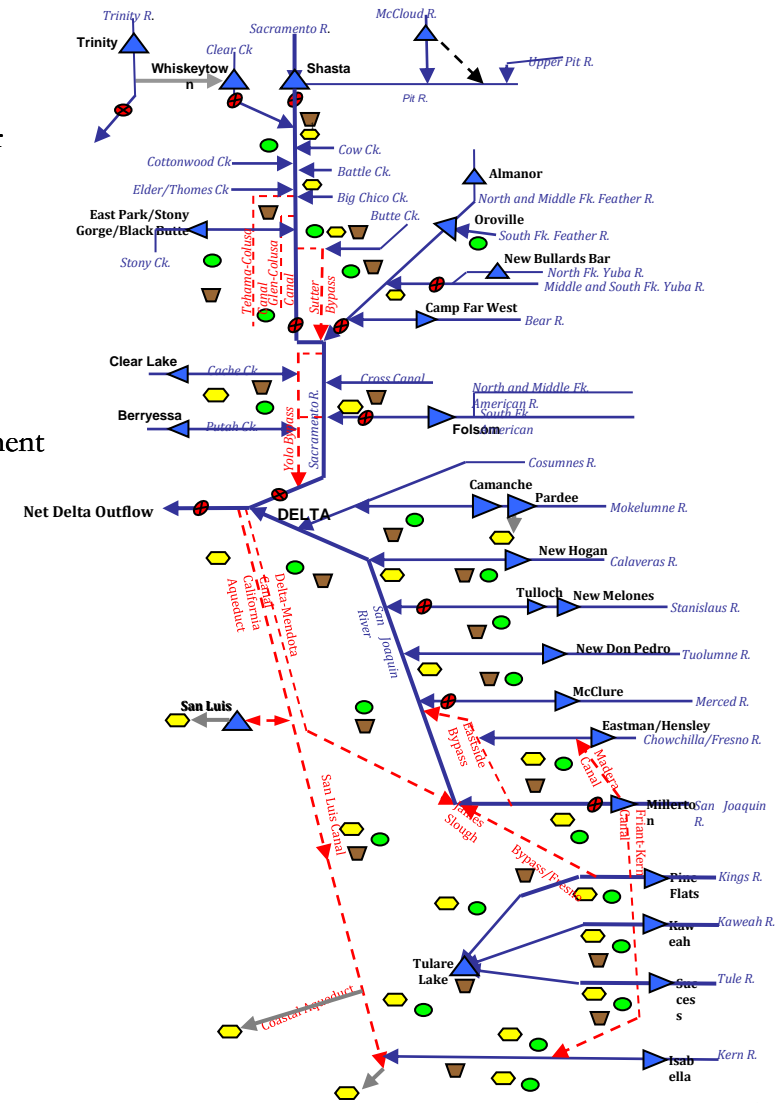 Trinity R.
McCloud R.
Sacramento R.
Trinity
Clear Ck
Whiskeytow
n
Shasta
Upper Pit R.
Pit R.
r
Cow Ck.
Cottonwood Ck
Battle Ck.
Almanor
Elder/Thomes Ck
Big Chico Ck.
North and Middle Fk. Feather R.
East Park/Stony
Gorge/Black Butte
Butte Ck.
Oroville
South Fk. Feather R.
Stony Ck.
Tehama-Colusa
Canal
Glen-Colusa
Canal
Sutter
Bypass
New Bullards Bar
North Fk. Yuba R.
Middle and South Fk. Yuba R.
Camp Far West
Bear R.
Clear Lake
Cache Ck.
Cross Canal
North and Middle Fk.
American R.
South Fk.
American
Berryessa
Putah Ck.
Yolo Bypass
Sacramento R.
Folsom
nent
Cosumnes R.
Camanche
Pardee
Mokelumne R.
Net Delta Outflow
DELTA
New Hogan
Calaveras R.
Delta-Mendota
Canal
California
Aqueduct
San Joaquin
River
Tulloch
New Melones
Stanislaus R.
New Don Pedro
Tuolumne R.
McClure
Merced R.
San Luis
Eastman/Hensley
Chowchilla/Fresno R.
Eastside
Bypass
Madera
Canal
San Luis Canal
James
Slough
Millerto
n
San Joaquin
R.
Friant-Kern
Canal
Bypass/Fresno
Pine
Flats
Kings R.
Kaw
eah
Kaweah R.
Tulare
Lake
Suc
ces
s
Tule R.
Coastal Aqueduct
Isab
ella
Kern R.